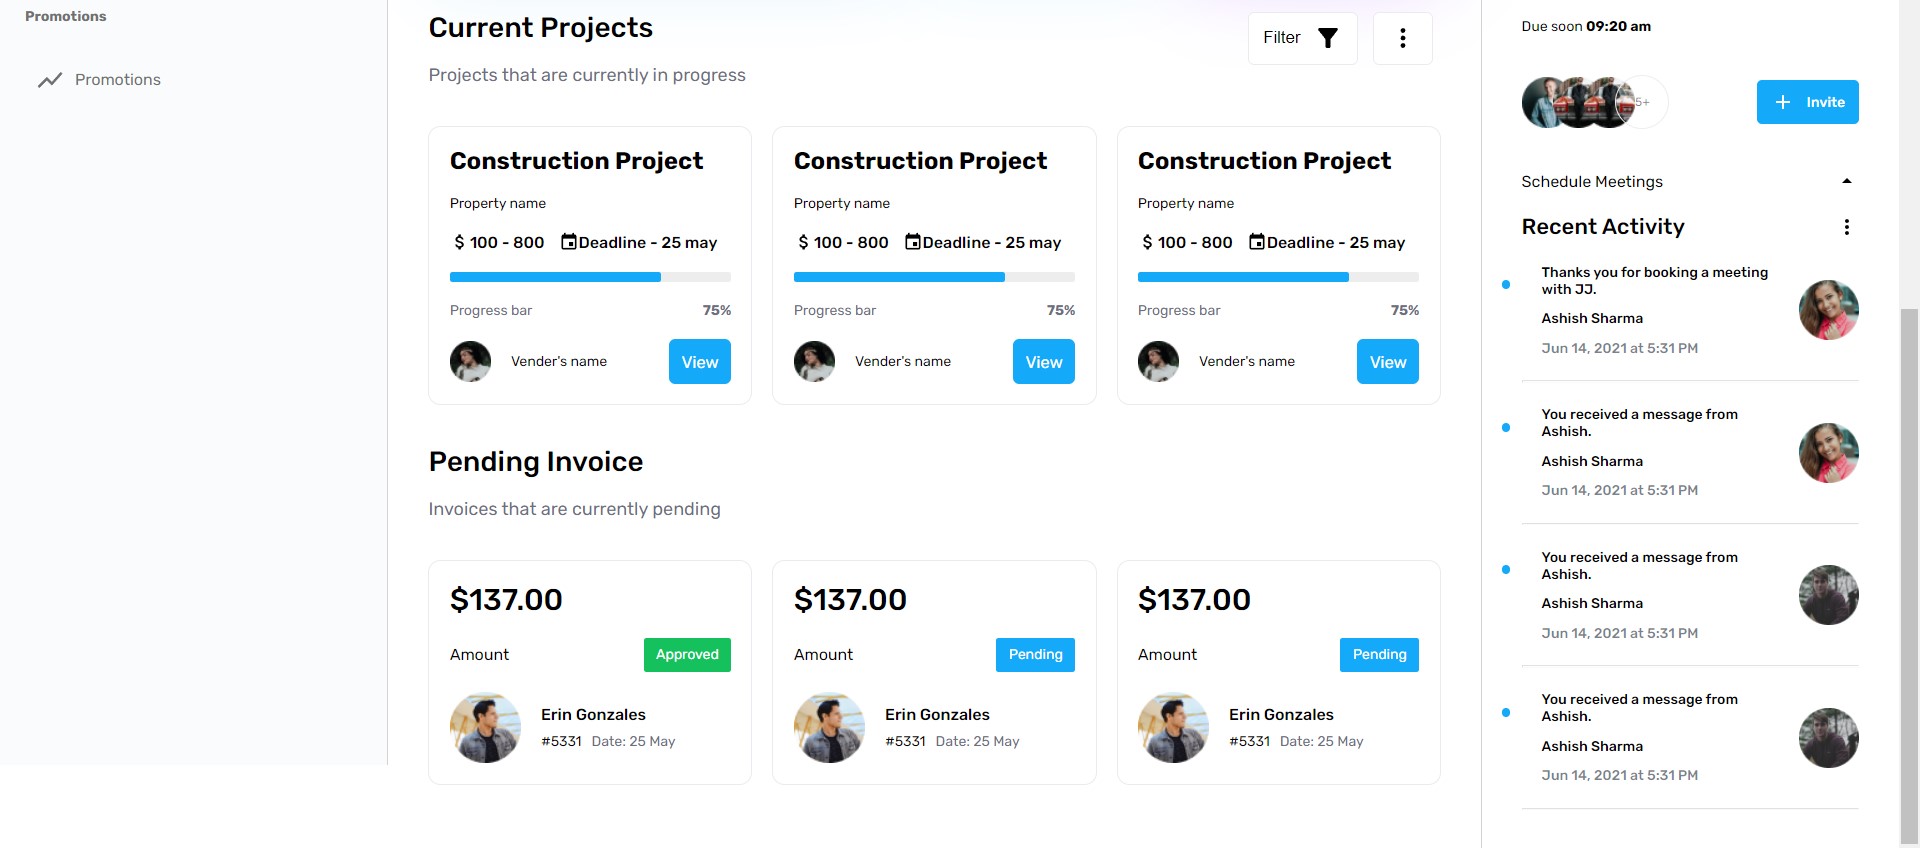 Promotions
Promotions
Current Projects
Projects that are currently in progress
Filter
Construction Project
Property name
$ 100 - 800 Deadline - 25 may
Progress bar 75%
Vender's name View
Construction Project
Property name
$ 100 - 800 Deadline - 25 may
Progress bar 75%
Vender's name View
Construction Project
Property name
$ 100 - 800 Deadline - 25 may
Progress bar 75%
Vender's name View
Pending Invoice
Invoices that are currently pending
$137.00
Amount Approved
Erin Gonzales
#5331 Date: 25 May
$137.00
Amount Pending
Erin Gonzales
#5331 Date: 25 May
$137.00
Amount Pending
Erin Gonzales
#5331 Date: 25 May
Due soon 09:20 am
5+
+ Invite
Schedule Meetings
Recent Activity
Thanks you for booking a meeting
with JJ.
Ashish Sharma
Jun 14, 2021 at 5:31 PM
You received a message from
Ashish.
Ashish Sharma
Jun 14, 2021 at 5:31 PM
You received a message from
Ashish.
Ashish Sharma
Jun 14, 2021 at 5:31 PM
You received a message from
Ashish.
Ashish Sharma
Jun 14, 2021 at 5:31 PM